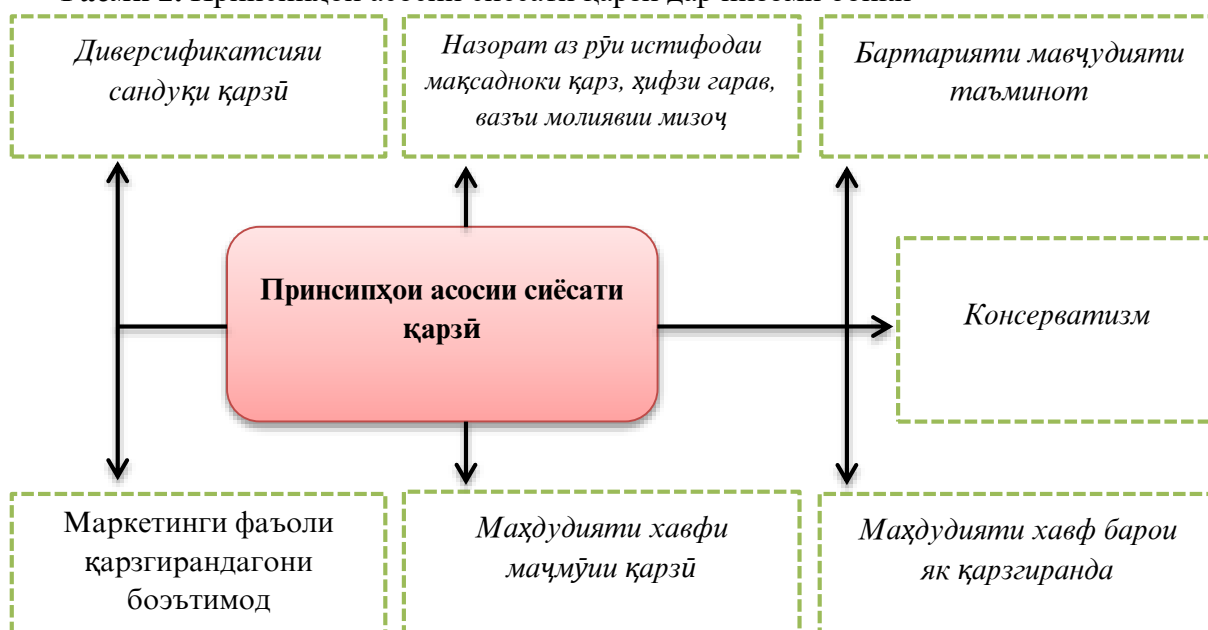 Диверсификатсияи
сандуқи қарзӣ
Назорат аз рӯи истифодаи
мақсадноки қарз, ҳифзи гарав,
вазъи молиявии мизоҷ
Бартарияти мавҷудияти
таъминот
Принсипҳои асосии сиёсати
қарзӣ
Консерватизм
Маркетинги фаъоли
қарзгирандагони
боэътимод
Маҳдудияти хавфи
маҷмӯии қарзӣ
Маҳдудияти хавф барои
як қарзгиранда